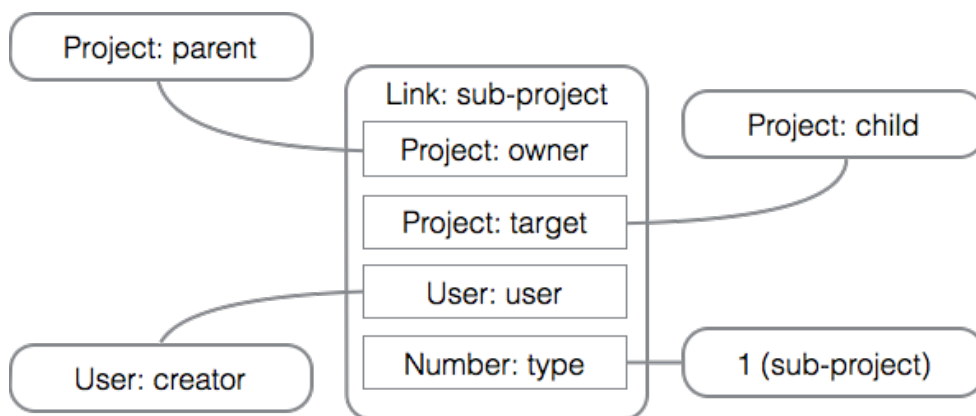 Project: parent
Link: sub-project
Project: owner
Project: child
Project: target
User: user
User: creator
Number: type
1 (sub-project)